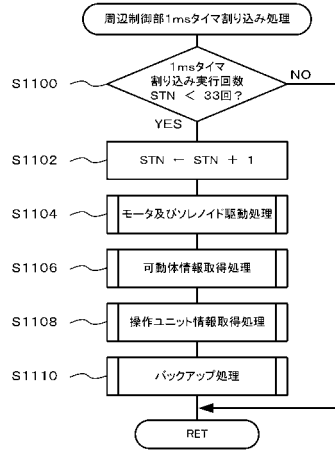 周辺制御部1msタイマ割り込み処理
S1100
1msタイマ
割り込み実行回数
STN < 33回?
NO
YES
S1102
STN ← STN + 1
S1104
モータ及びソレノイド駆動処理
S1106
可動体情報取得処理
S1108
操作ユニット情報取得処理
S1110
バックアップ処理
RET